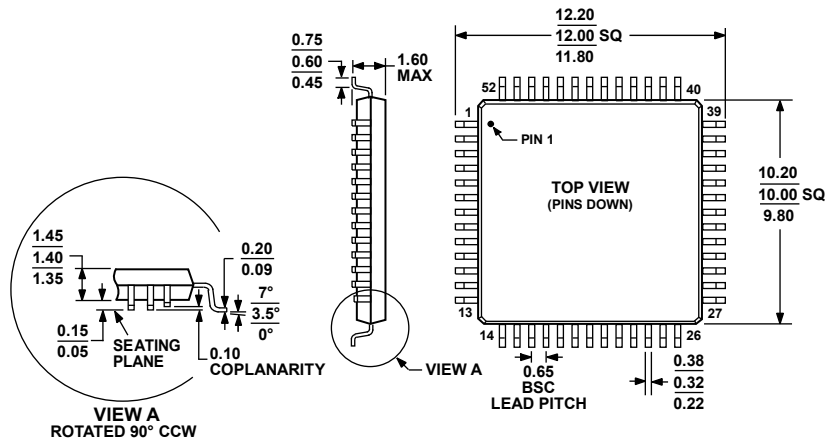 0.75
0.60
0.45
1.60
MAX
12.20
12.00 SQ
11.80
52
40
1
39
PIN 1
TOP VIEW
(PINS DOWN)
10.20
10.00 SQ
9.80
13
27
14
26
0.65
BSC
LEAD PITCH
0.38
0.32
0.22
VIEW A
1.45
1.40
1.35
0.15
0.05
SEATING
PLANE
0.20
0.09
7°
3.5°
0°
0.10
COPLANARITY
VIEW A
ROTATED 90° CCW